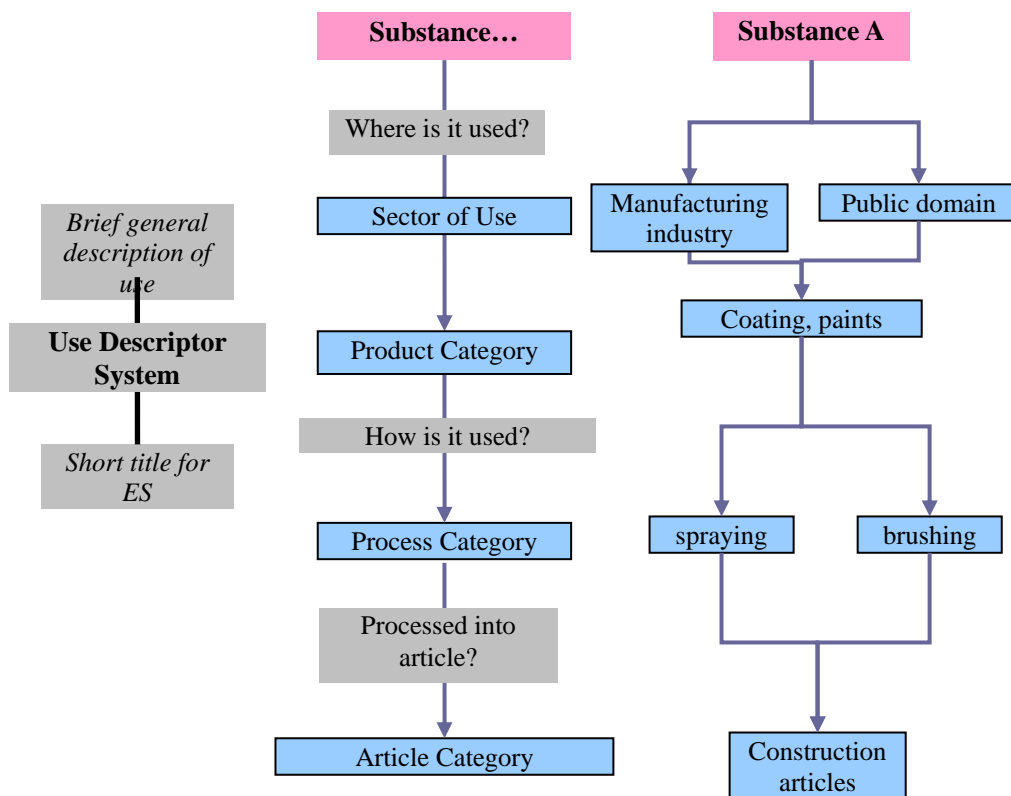 Brief general
description of
use
Use Descriptor
System
Short title for
ES
Substance…
Where is it used?
Sector of Use
Product Category
How is it used?
Process Category
Processed into
article?
Article Category
Substance A
Manufacturing
industry
Public domain
Coating, paints
spraying
brushing
Construction
articles